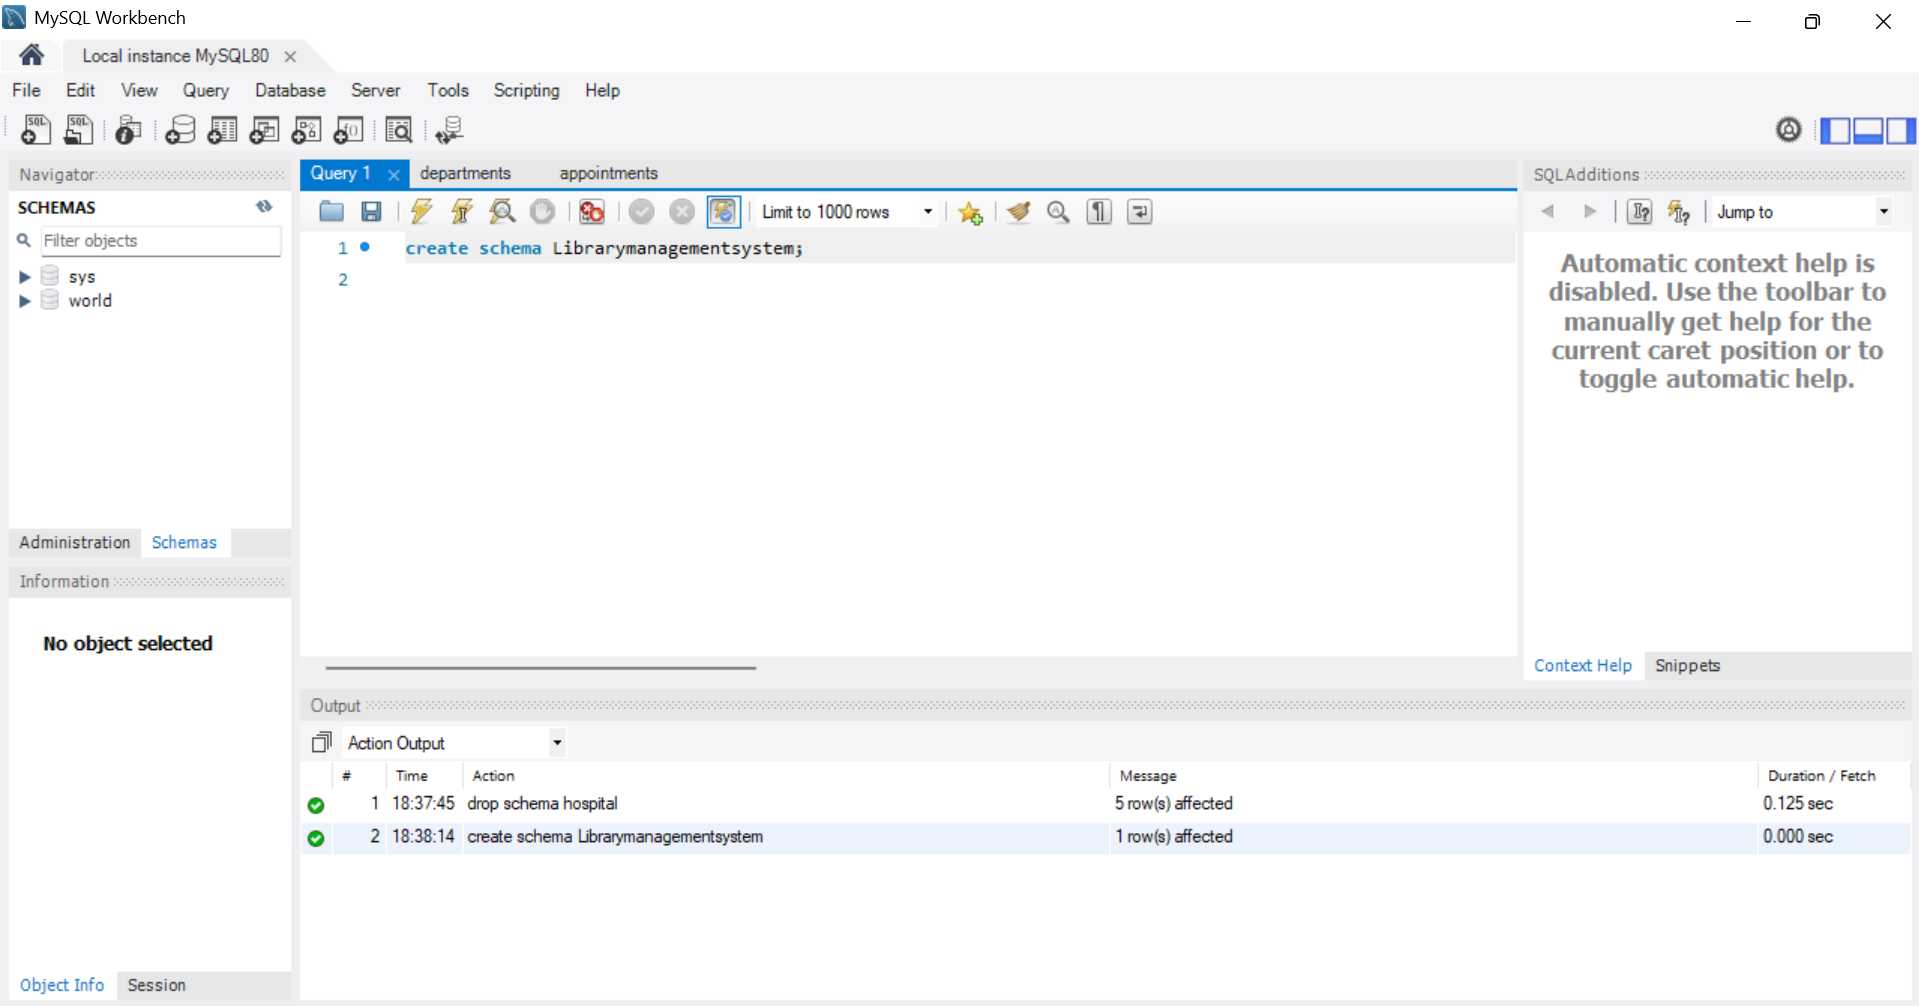 MySQL Workbench
Local instance MySQL80
File Edit View Query Database Server Tools Scripting Help
Navigator
SCHEMAS
Filter objects
sys
world
Administration Schemas
Information
No object selected
Object Info Session
Query 1 departments appointments
Limit to 1000 rows
1 create schema Librarymanagementsystem;
2
SQLAdditions
Jump to
Automatic context help is
disabled. Use the toolbar to
manually get help for the
current caret position or to
toggle automatic help.
Context Help Snippets
Output
Action Output
# Time Action Message Duration / Fetch
1 18:37:45 drop schema hospital 5 row(s) affected 0.125 sec
2 18:38:14 create schema Librarymanagementsystem 1 row(s) affected 0.000 sec